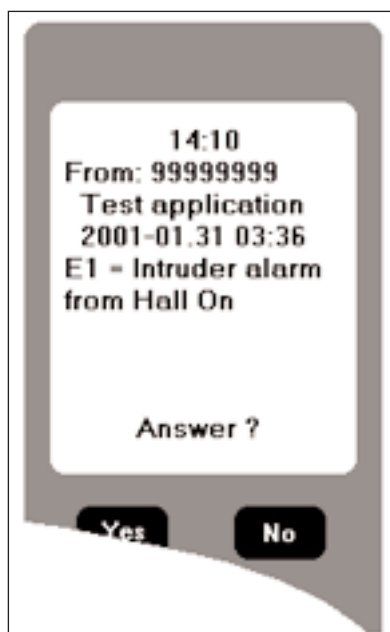 14:10
From: 99999999
Test application
2001-01.31 03:36
E1 = Intruder alarm
from Hall On
Answer ?
Yes No